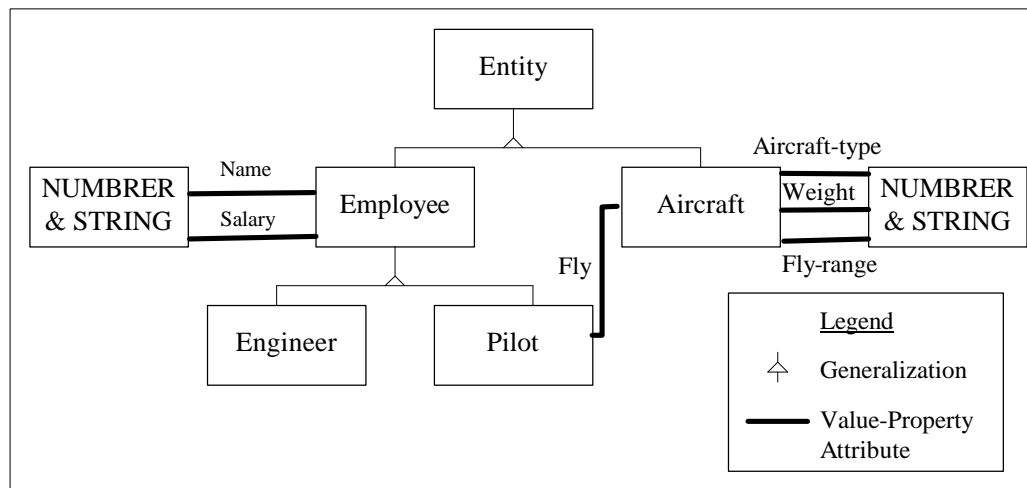 Entity
Aircraft-type
Name
NUMBRER
& STRING
Employee
Aircraft
Weight
NUMBRER
& STRING
Salary
Fly
Fly-range
Engineer
Pilot
Legend
Generalization
Value-Property
Attribute